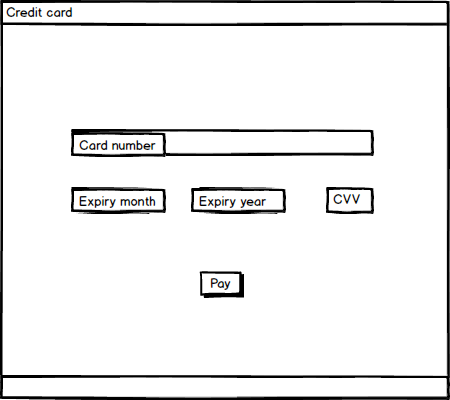 Credit card
Card number
Expiry month Expiry year CVV
Pay